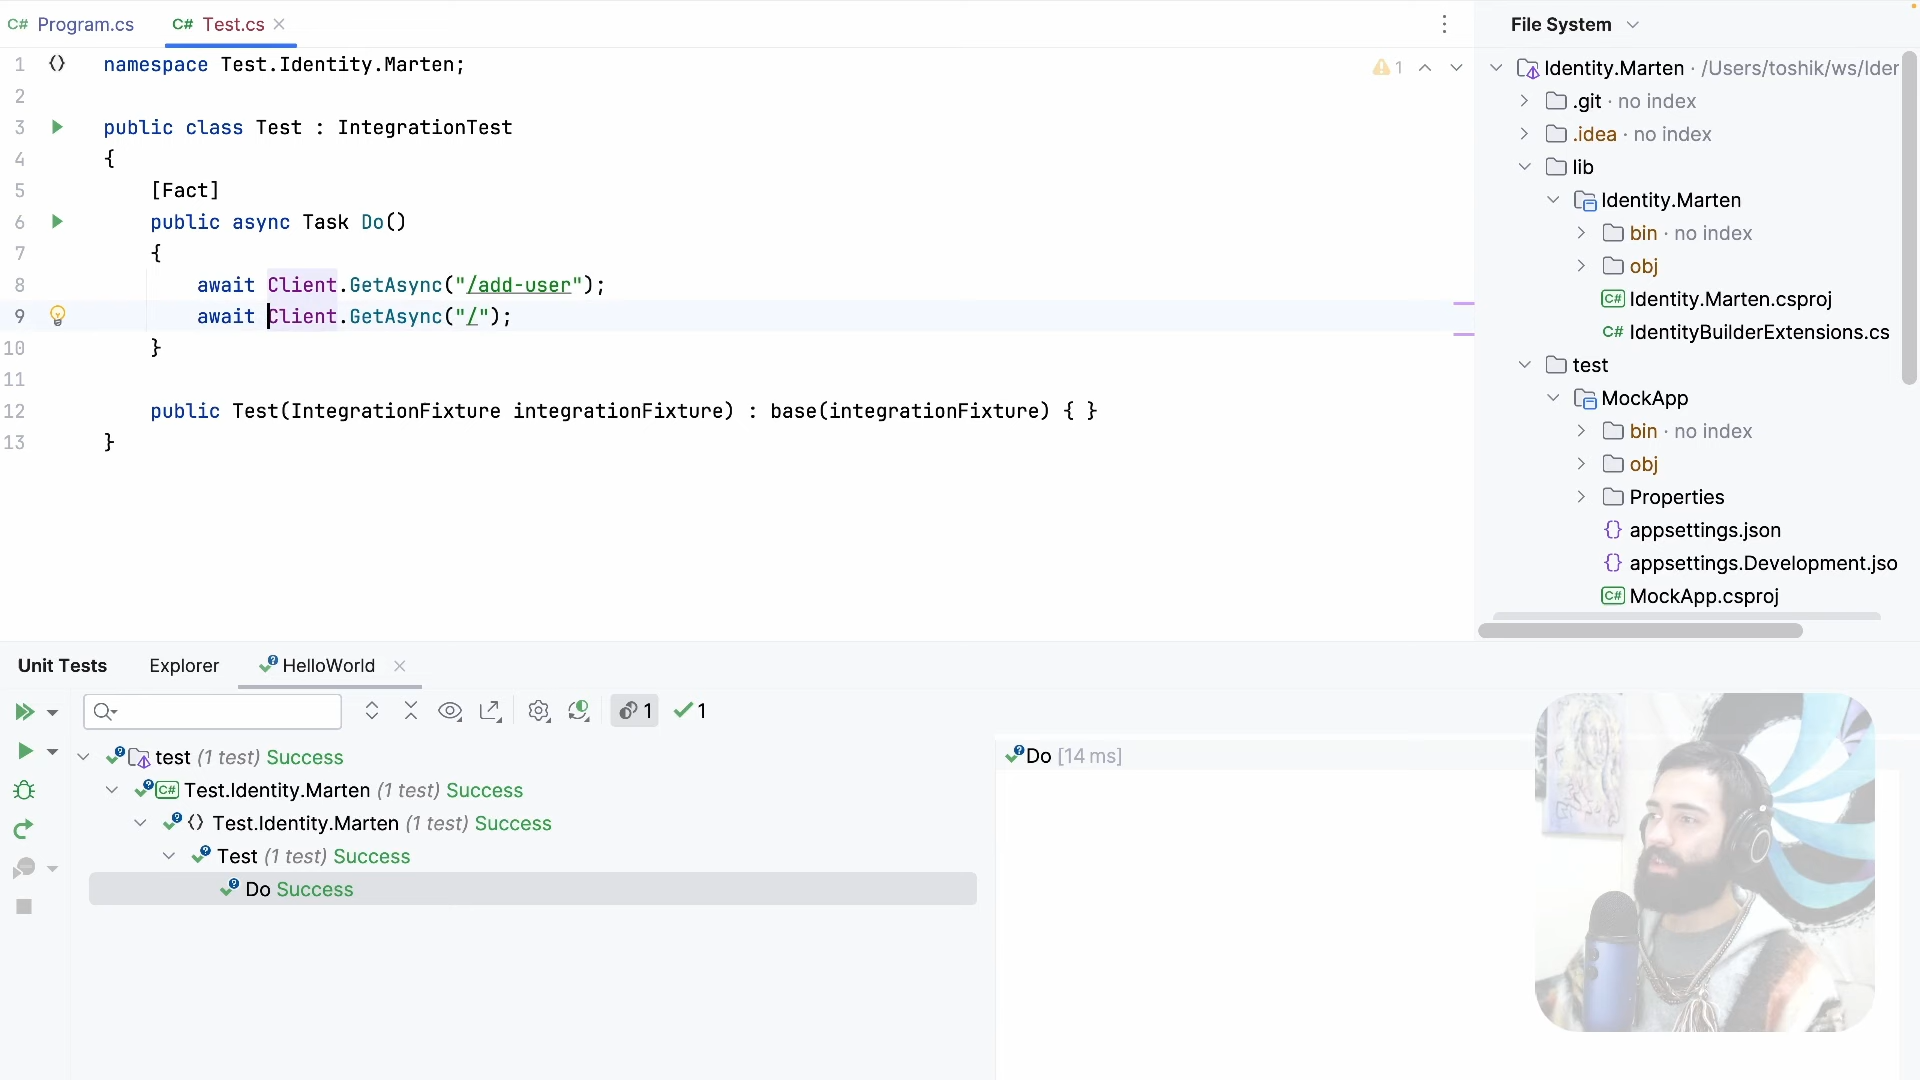 C# Program.cs
C# Test.cs
File System
1 namespace Test.Identity.Marten;
2
3 public class Test : IntegrationTest
4 {
5 [Fact]
6 public async Task Do()
7 {
8 await Client.GetAsync("/add-user");
9 await Client.GetAsync("/");
10 }
11
12 public Test(IntegrationFixture integrationFixture) : base(integrationFixture) { }
13 }
1
Identity.Marten · /Users/toshik/ws/Ider
.git · no index
.idea · no index
lib
Identity.Marten
bin · no index
obj
C# Identity.Marten.csproj
C# IdentityBuilderExtensions.cs
test
MockApp
bin · no index
obj
Properties
{} appsettings.json
{} appsettings.Development.jso
C# MockApp.csproj
Unit Tests
Explorer
HelloWorld
1
1
test (1 test) Success
C# Test.Identity.Marten (1 test) Success
Test.Identity.Marten (1 test) Success
Test (1 test) Success
Do Success
Do [14 ms]